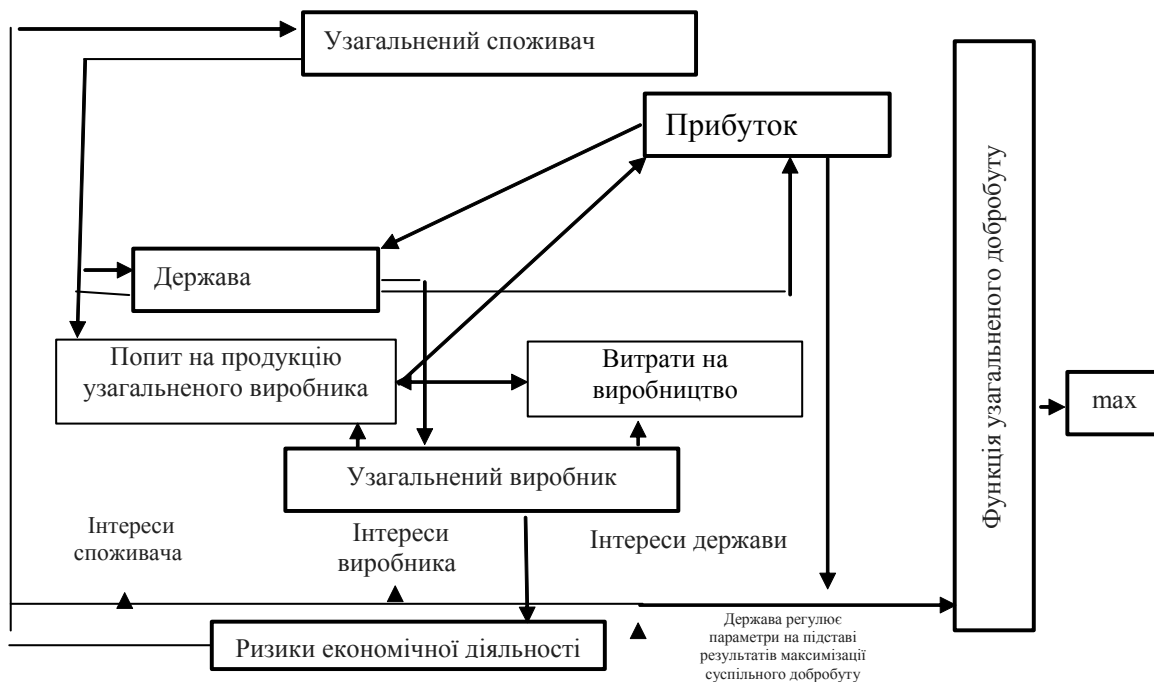 Узагальнений споживач
Прибуток
Держава
Попит на продукцію
узагальненого виробника
Витрати на
виробництво
Узагальнений виробник
Інтереси
споживача
Інтереси
виробника
Інтереси держави
Ризики економічної діяльності
Держава регулює
параметри на підставі
результатів максимізації
суспільного добробуту
Функція узагальненого добробуту
max